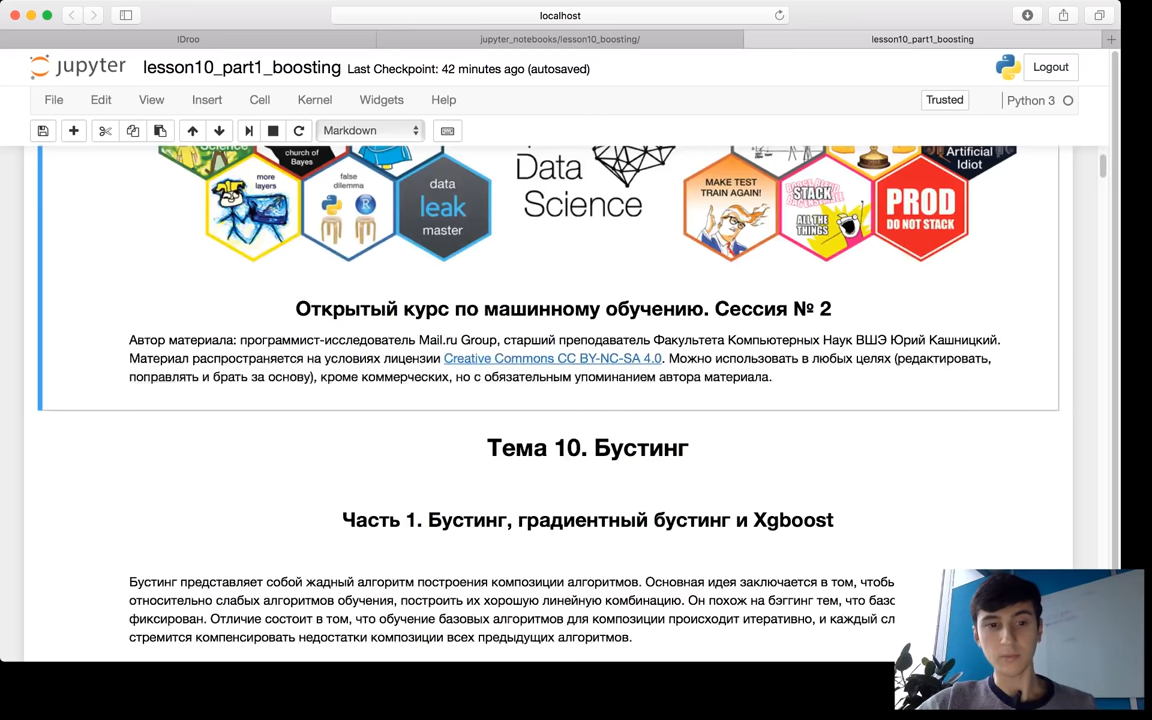 localhost
IDroo
jupyter_notebooks/lesson10_boosting/
lesson10_part1_boosting
jupyter
lesson10_part1_boosting
Last Checkpoint: 42 minutes ago (autosaved)
Logout
File
Edit
View
Insert
Cell
Kernel
Widgets
Help
Trusted
Python 3
Markdown
Science
church of
Bayes
Artificial
Idiot
more
layers
false
dilemma
data
leak
master
Data
Science
MAKE TEST
TRAIN AGAIN!
STACK
ALL THE
THINGS
PROD
DO NOT STACK
Открытый курс по машинному обучению. Сессия № 2
Автор материала: программист-исследователь Mail.ru Group, старший преподаватель Факультета Компьютерных Наук ВШЭ Юрий Кашницкий.
Материал распространяется на условиях лицензии Creative Commons CC BY-NC-SA 4.0. Можно использовать в любых целях (редактировать,
поправлять и брать за основу), кроме коммерческих, но с обязательным упоминанием автора материала.
Тема 10. Бустинг
Часть 1. Бустинг, градиентный бустинг и Xgboost
Бустинг представляет собой жадный алгоритм построения композиции алгоритмов. Основная идея заключается в том, чтобы
относительно слабых алгоритмов обучения, построить их хорошую линейную комбинацию. Он похож на бэггинг тем, что базо
фиксирован. Отличие состоит в том, что обучение базовых алгоритмов для композиции происходит итеративно, и каждый сл
стремится компенсировать недостатки композиции всех предыдущих алгоритмов.